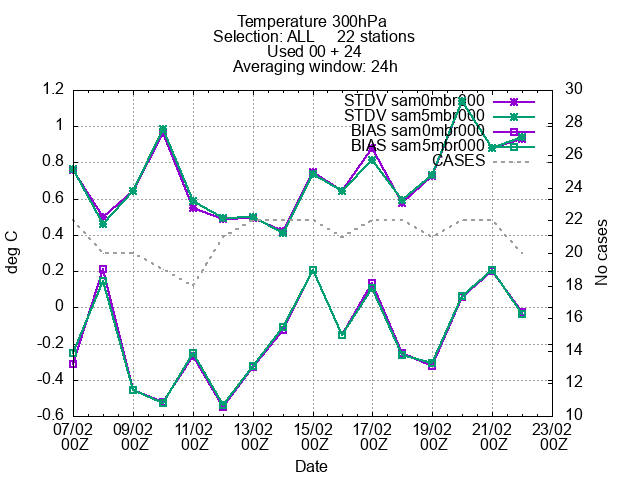 Temperature 300hPa
Selection: ALL     22 stations
Used 00 + 24
Averaging window: 24h
1.2
1
0.8
0.6
0.4
0.2
0
-0.2
-0.4
-0.6
deg C
STDV sam0mbr000
STDV sam5mbr000
BIAS sam0mbr000
BIAS sam5mbr000
CASES
30
28
26
24
22
20
18
16
14
12
10
No cases
07/02 09/02 11/02 13/02 15/02 17/02 19/02 21/02 23/02
00Z 00Z 00Z 00Z 00Z 00Z 00Z 00Z 00Z
Date